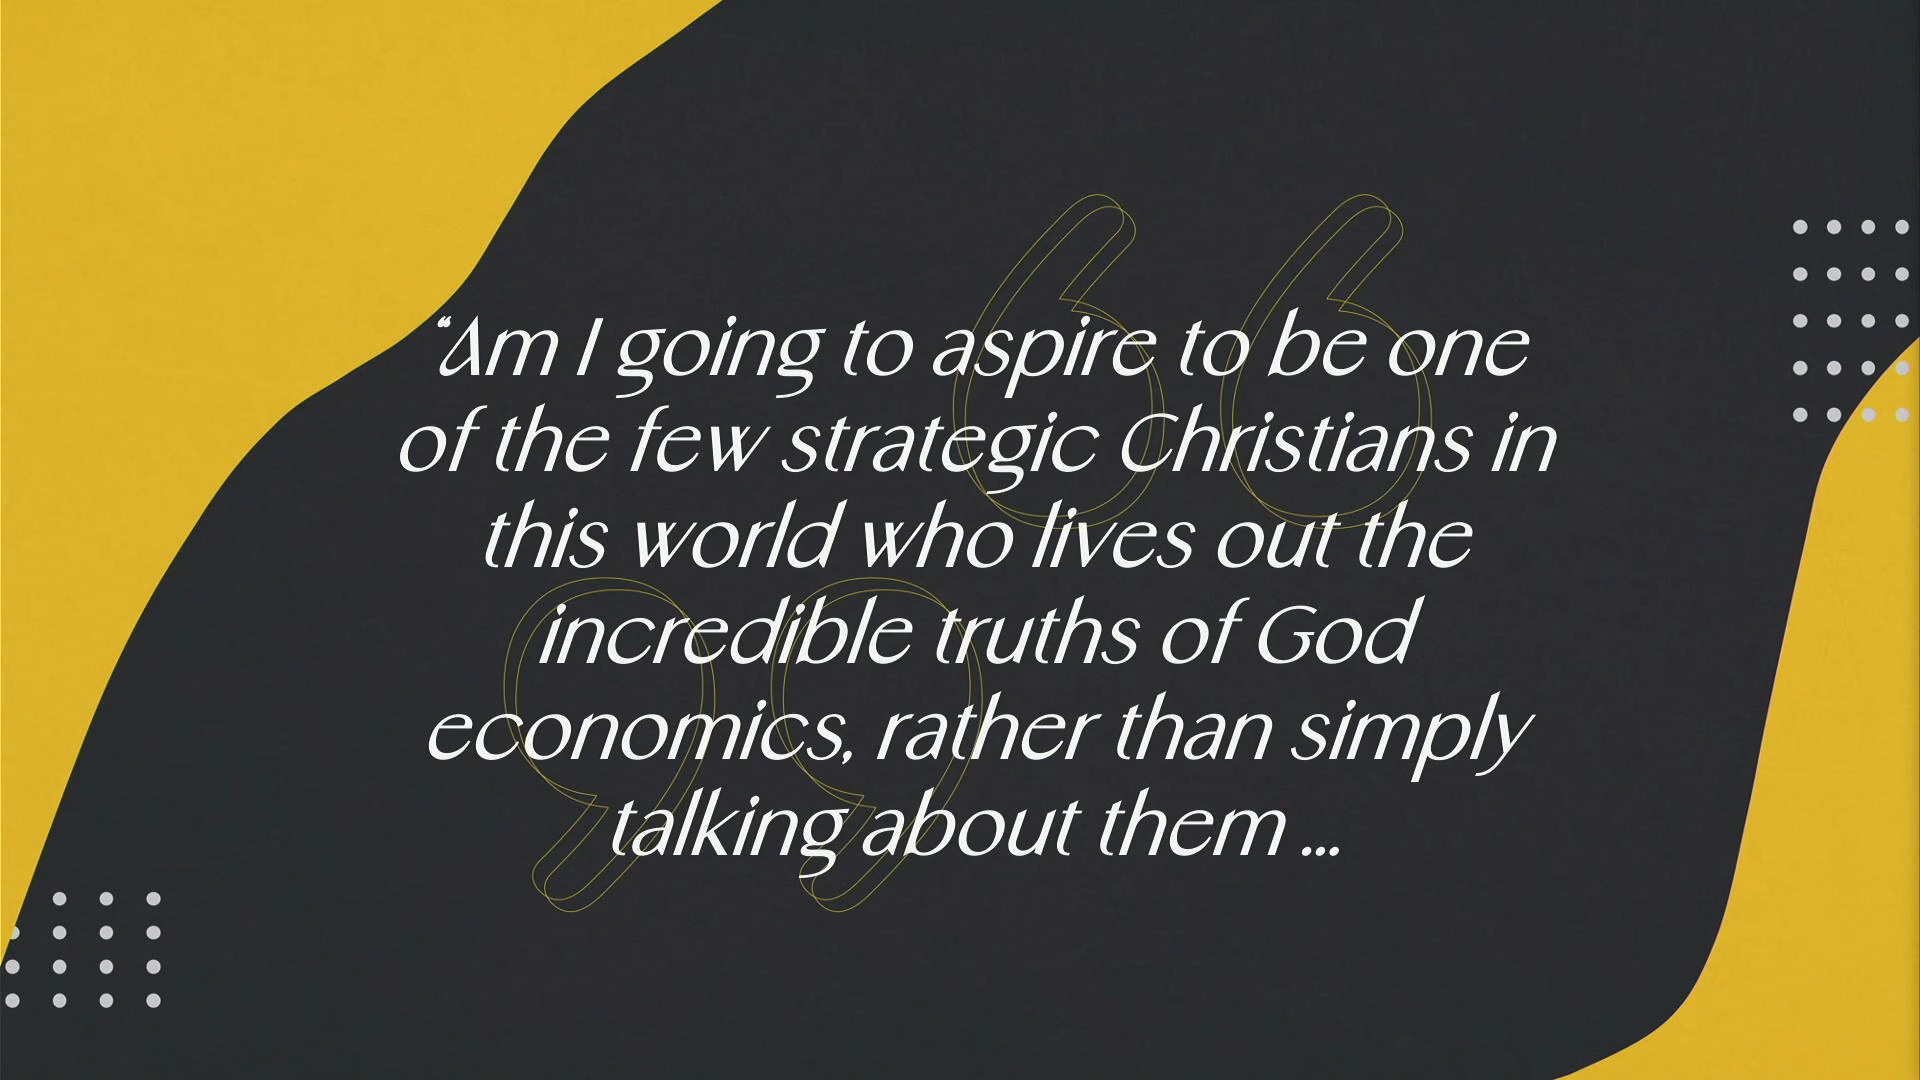 “Am I going to aspire to be one
of the few strategic Christians in
this world who lives out the
incredible truths of God
economics, rather than simply
talking about them ...